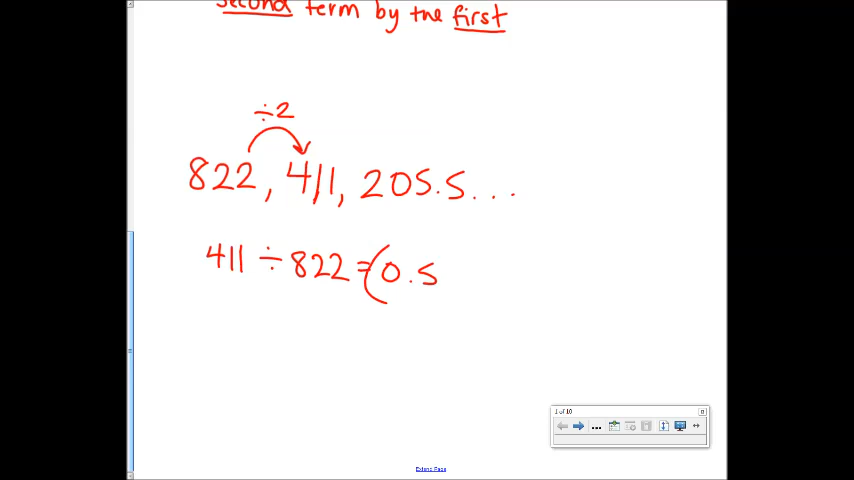 second term by the first
÷2
822, 411, 205.5...
411 ÷ 822 = (0.5
1 of 10
Extend Page